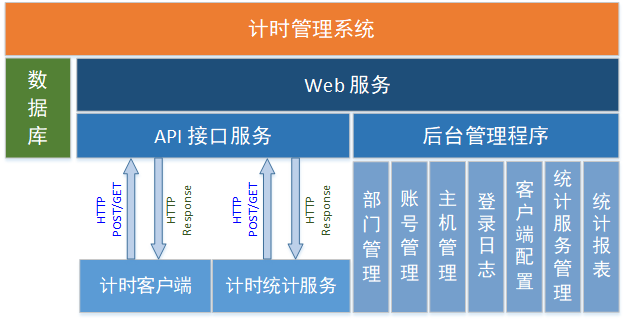 计时管理系统
数据库
Web 服务
API 接口服务
后台管理程序
HTTP
POST/GET
HTTP
Response
HTTP
POST/GET
HTTP
Response
计时客户端
计时统计服务
部门管理
账号管理
主机管理
登录日志
客户端配置
统计服务管理
统计报表